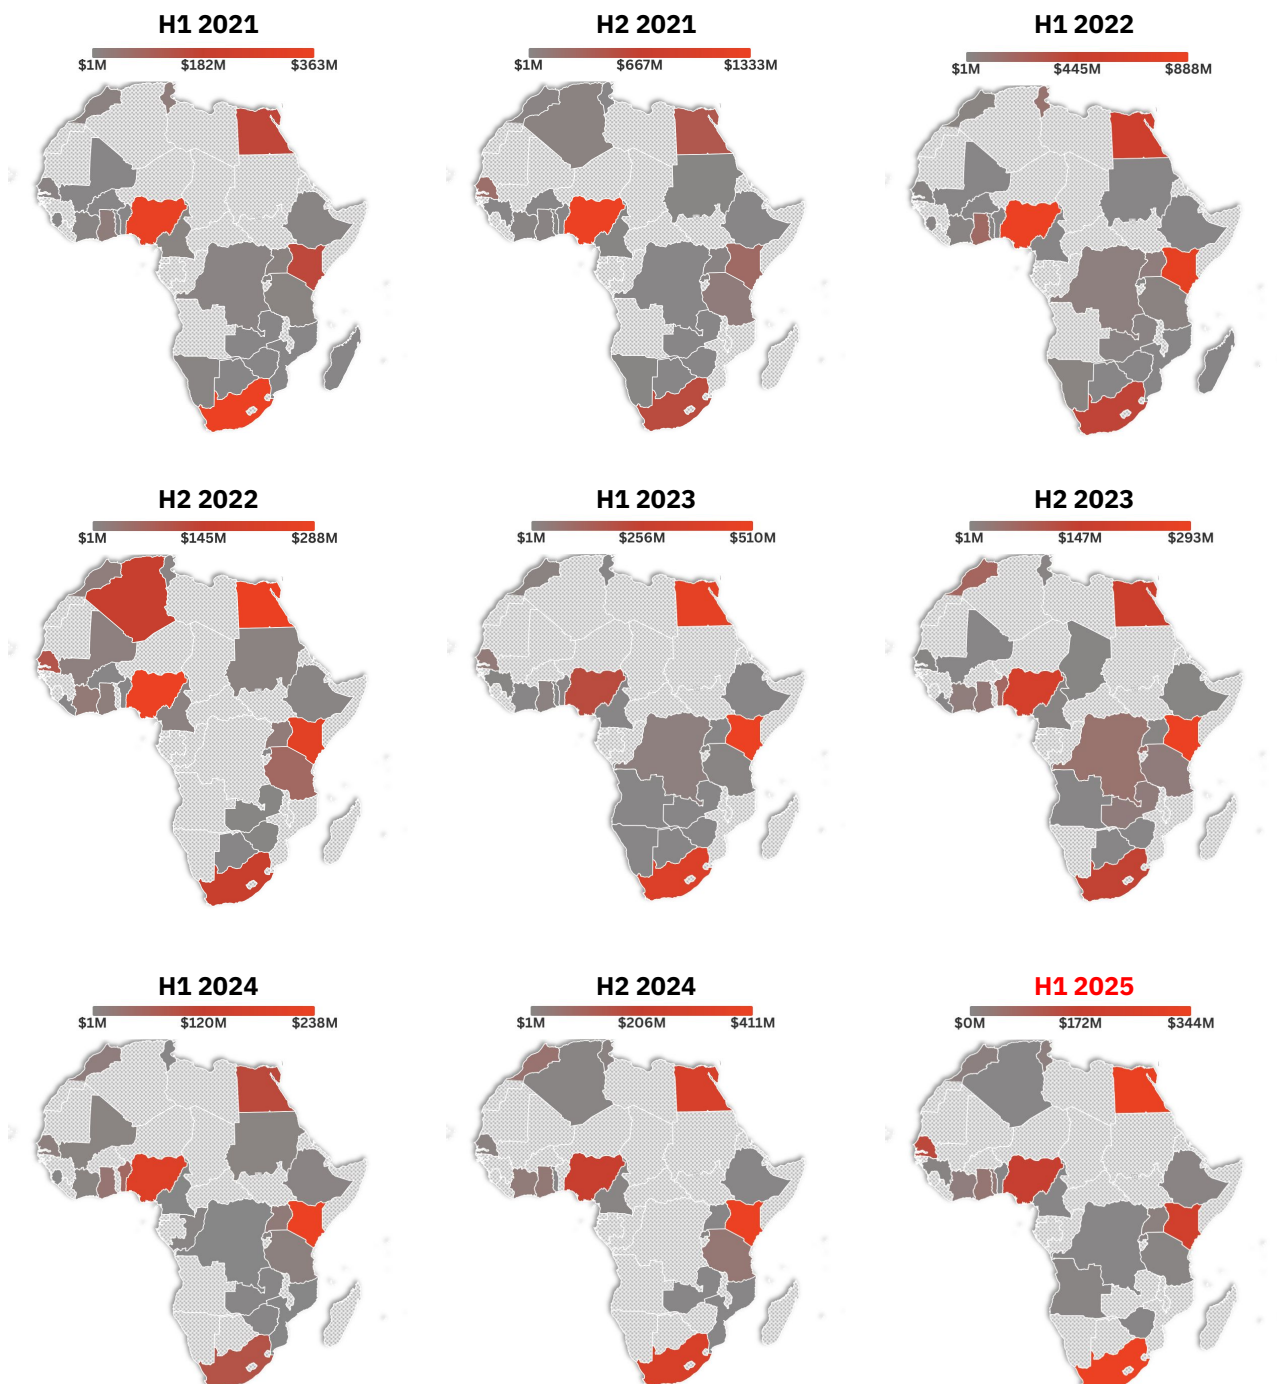 H1 2021
$1M $182M $363M
H2 2021
$1M $667M $1333M
H1 2022
$1M $445M $888M
H2 2022
$1M $145M $288M
H1 2023
$1M $256M $510M
H2 2023
$1M $147M $293M
H1 2024
$1M $120M $238M
H2 2024
$1M $206M $411M
H1 2025
$0M $172M $344M